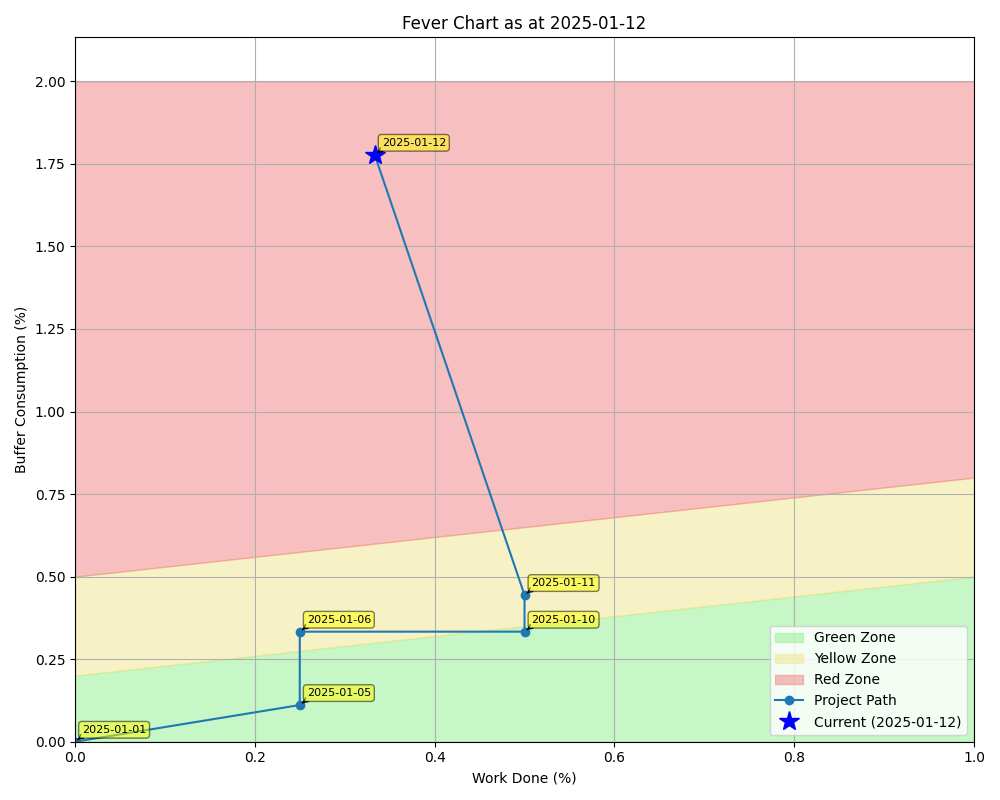 Fever Chart as at 2025-01-12
2.00
1.75
1.50
1.25
1.00
0.75
0.50
0.25
0.00
Buffer Consumption (%)
2025-01-12
2025-01-11
2025-01-06
2025-01-10
2025-01-05
2025-01-01
Green Zone
Yellow Zone
Red Zone
Project Path
Current (2025-01-12)
0.0 0.2 0.4 0.6 0.8 1.0
Work Done (%)